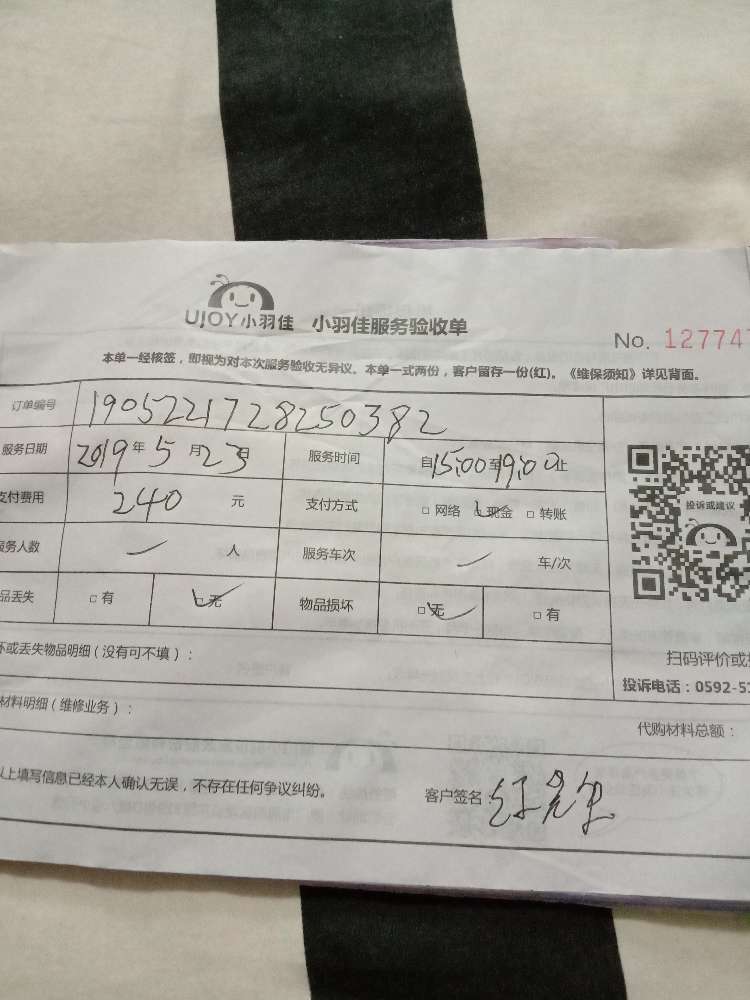 UJOY小羽佳 小羽佳服务验收单
No. 12774
本单一经核签，即视为对本次服务验收无异议。本单一式两份，客户留存一份(红)。《维保须知》详见背面。
订单编号 1905221728250382
服务日期 2019年5月23日 服务时间 自15:00至19:00止
支付费用 240 元 支付方式 □ 网络 □ 现金 □ 转账
投诉或建议
服务人数 一 人 服务车次 一 车/次
品丢失 □ 有 □ 无 物品损坏 □ 无 □ 有
坏或丢失物品明细（没有可不填）：
扫码评价或
投诉电话：0592-5
材料明细（维修业务）：
代购材料总额：
以上填写信息已经本人确认无误，不存在任何争议纠纷。
客户签名：